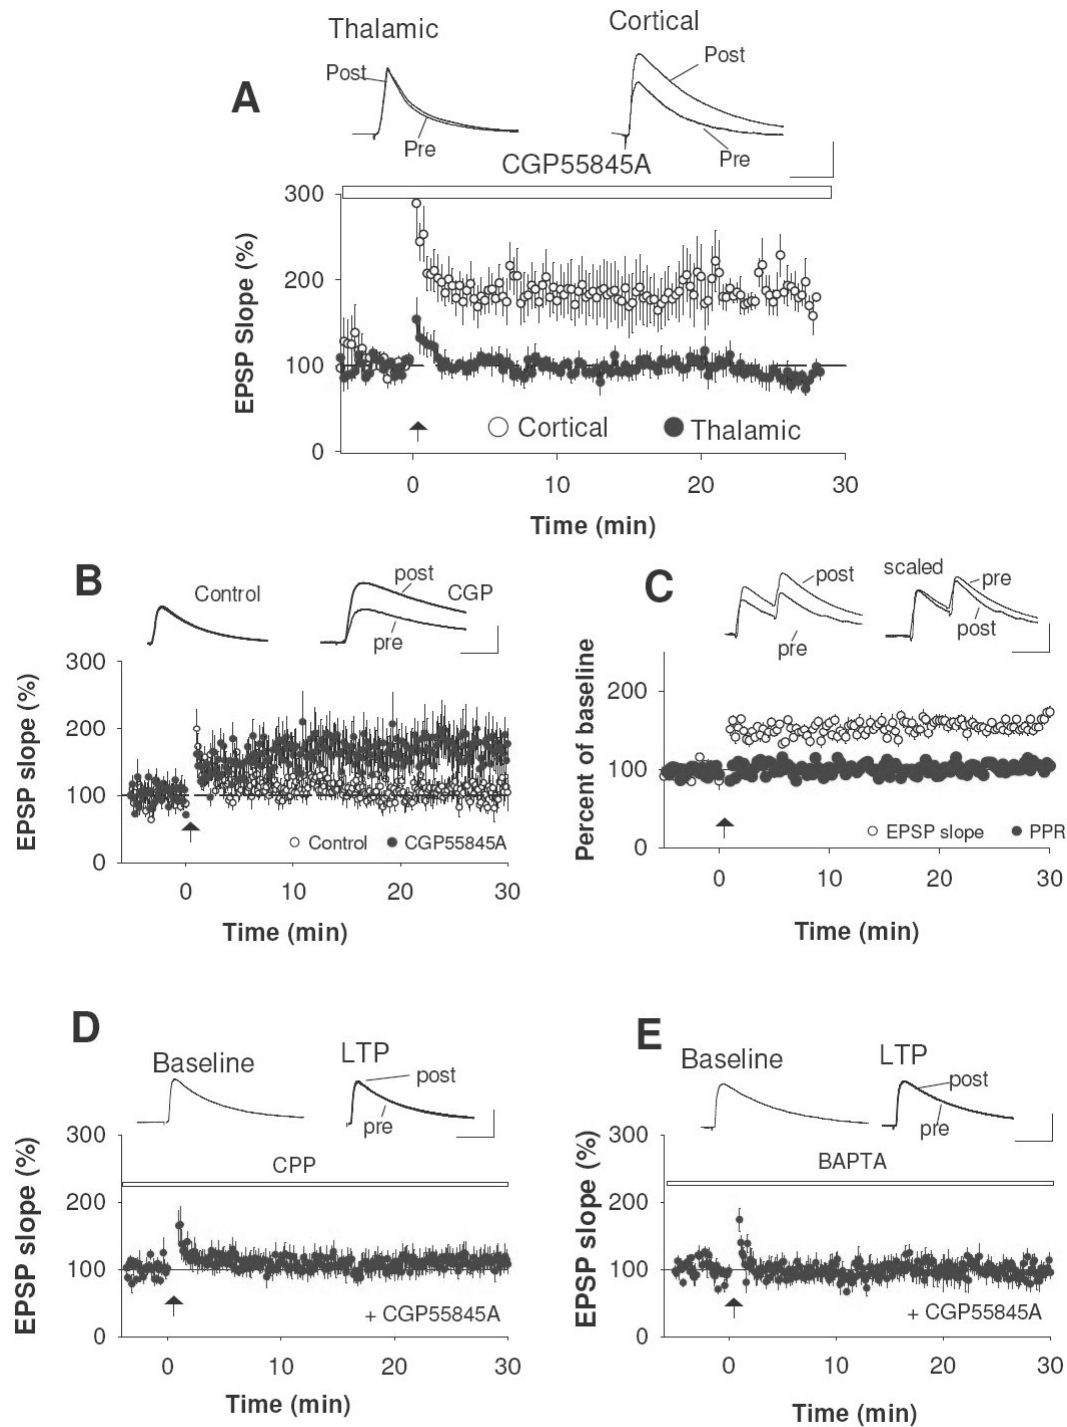 Thalamic
Cortical
A
Post
Pre
Post
Pre
CGP55845A
EPSP Slope (%)
300
200
100
0
Cortical
Thalamic
0 10 20 30
Time (min)
B
Control
post
CGP
pre
EPSP slope (%)
300
200
100
0
Control CGP55845A
0 10 20 30
Time (min)
C
post
pre
scaled
pre
post
Percent of baseline
200
100
0
EPSP slope PPR
0 10 20 30
Time (min)
D
Baseline
LTP
post
pre
EPSP slope (%)
300
CPP
200
100
+ CGP55845A
0
0 10 20 30
Time (min)
E
Baseline
LTP
post
pre
EPSP slope (%)
300
BAPTA
200
100
+ CGP55845A
0
0 10 20 30
Time (min)